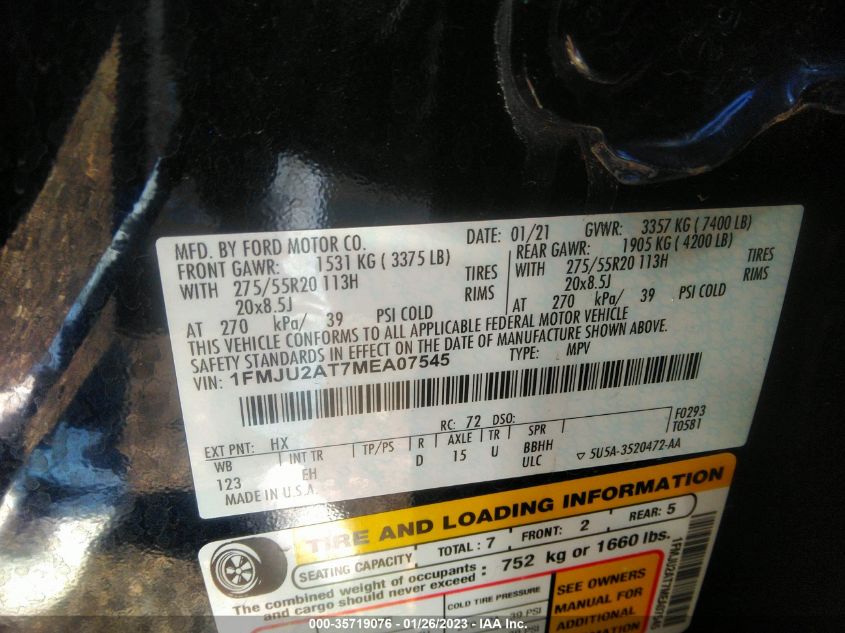 MFD. BY FORD MOTOR CO.
DATE: 01/21 GVWR: 3357 KG ( 7400 LB)
FRONT GAWR: 1531 KG ( 3375 LB)
WITH 275/55R20 113H TIRES
20x8.5J RIMS
AT 270 kPa/ 39 PSI COLD
REAR GAWR: 1905 KG ( 4200 LB)
WITH 275/55R20 113H TIRES
20x8.5J RIMS
AT 270 kPa/ 39 PSI COLD
THIS VEHICLE CONFORMS TO ALL APPLICABLE FEDERAL MOTOR VEHICLE
SAFETY STANDARDS IN EFFECT ON THE DATE OF MANUFACTURE SHOWN ABOVE.
VIN: 1FMJU2AT7MEA07545 TYPE: MPV
F0293
T0581
EXT PNT: HX RC: 72 DSO:
WB INT TR TP/PS R AXLE TR SPR
123 EH D 15 U BBHH
ULC
MADE IN U.S.A. ▽ 5U5A-3520472-AA
TIRE AND LOADING INFORMATION
SEATING CAPACITY TOTAL: 7 FRONT: 2 REAR: 5
The combined weight of occupants
and cargo should never exceed : 752 kg or 1660 lbs.
COLD TIRE PRESSURE
39 PSI
SEE OWNERS
MANUAL FOR
ADDITIONAL
INFORMATION
1FMJU2AT7MEA07545
000-35719076 - 01/26/2023 - IAA Inc.